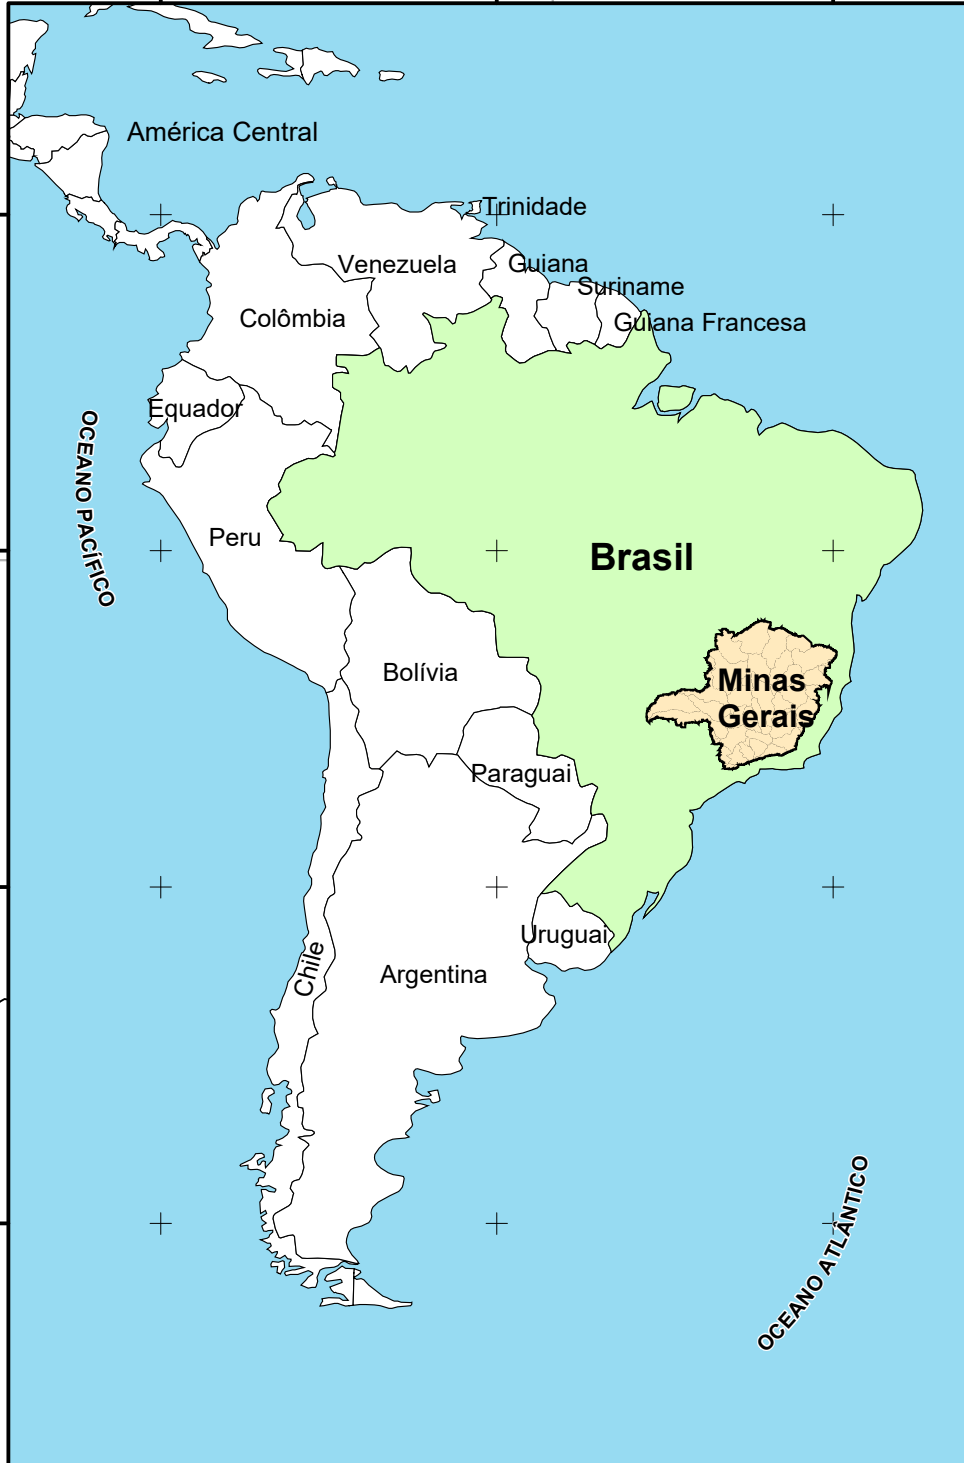 América Central
Trinidade
Venezuela
Guiana
Suriname
Colômbia
Guiana Francesa
Equador
OCEANO PACÍFICO
Peru
Brasil
Bolívia
Minas
Gerais
Paraguai
Uruguai
Chile
Argentina
OCEANO ATLÂNTICO